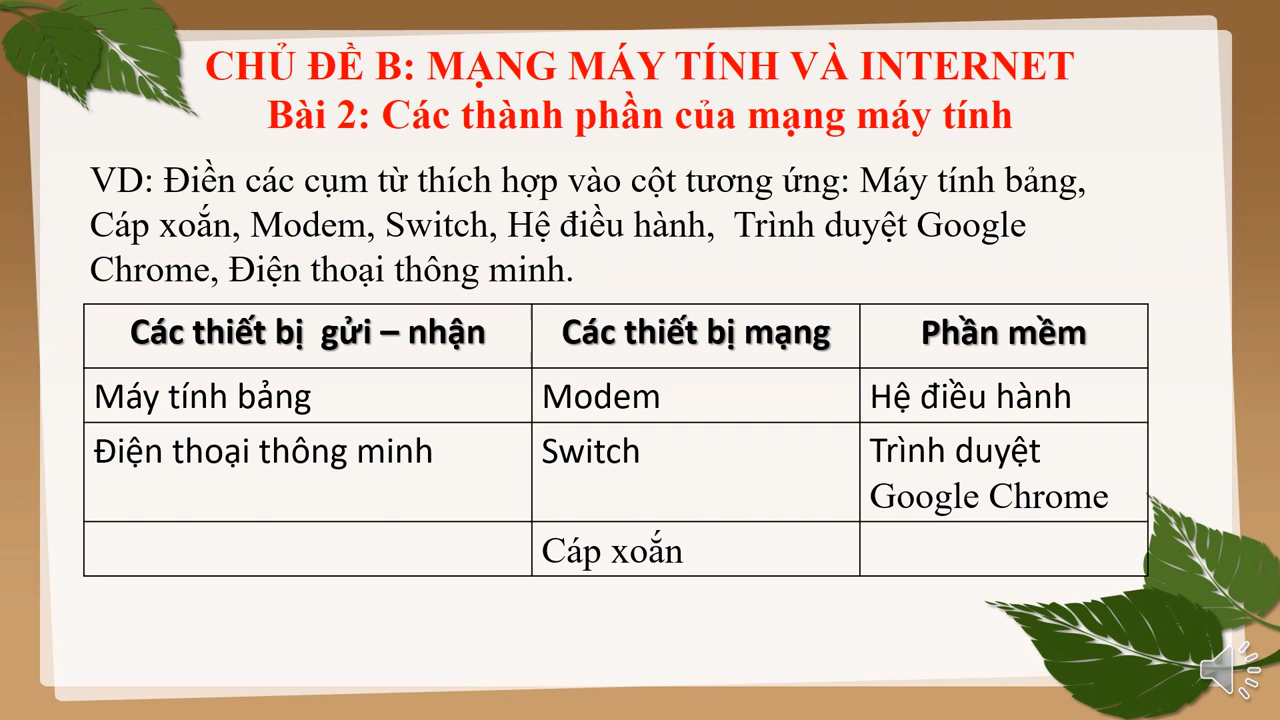 CHỦ ĐỀ B: MẠNG MÁY TÍNH VÀ INTERNET
Bài 2: Các thành phần của mạng máy tính
VD: Điền các cụm từ thích hợp vào cột tương ứng: Máy tính bảng,
Cáp xoắn, Modem, Switch, Hệ điều hành, Trình duyệt Google
Chrome, Điện thoại thông minh.
Các thiết bị gửi – nhận Các thiết bị mạng Phần mềm
Máy tính bảng Modem Hệ điều hành
Điện thoại thông minh Switch Trình duyệt
Google Chrome
Cáp xoắn